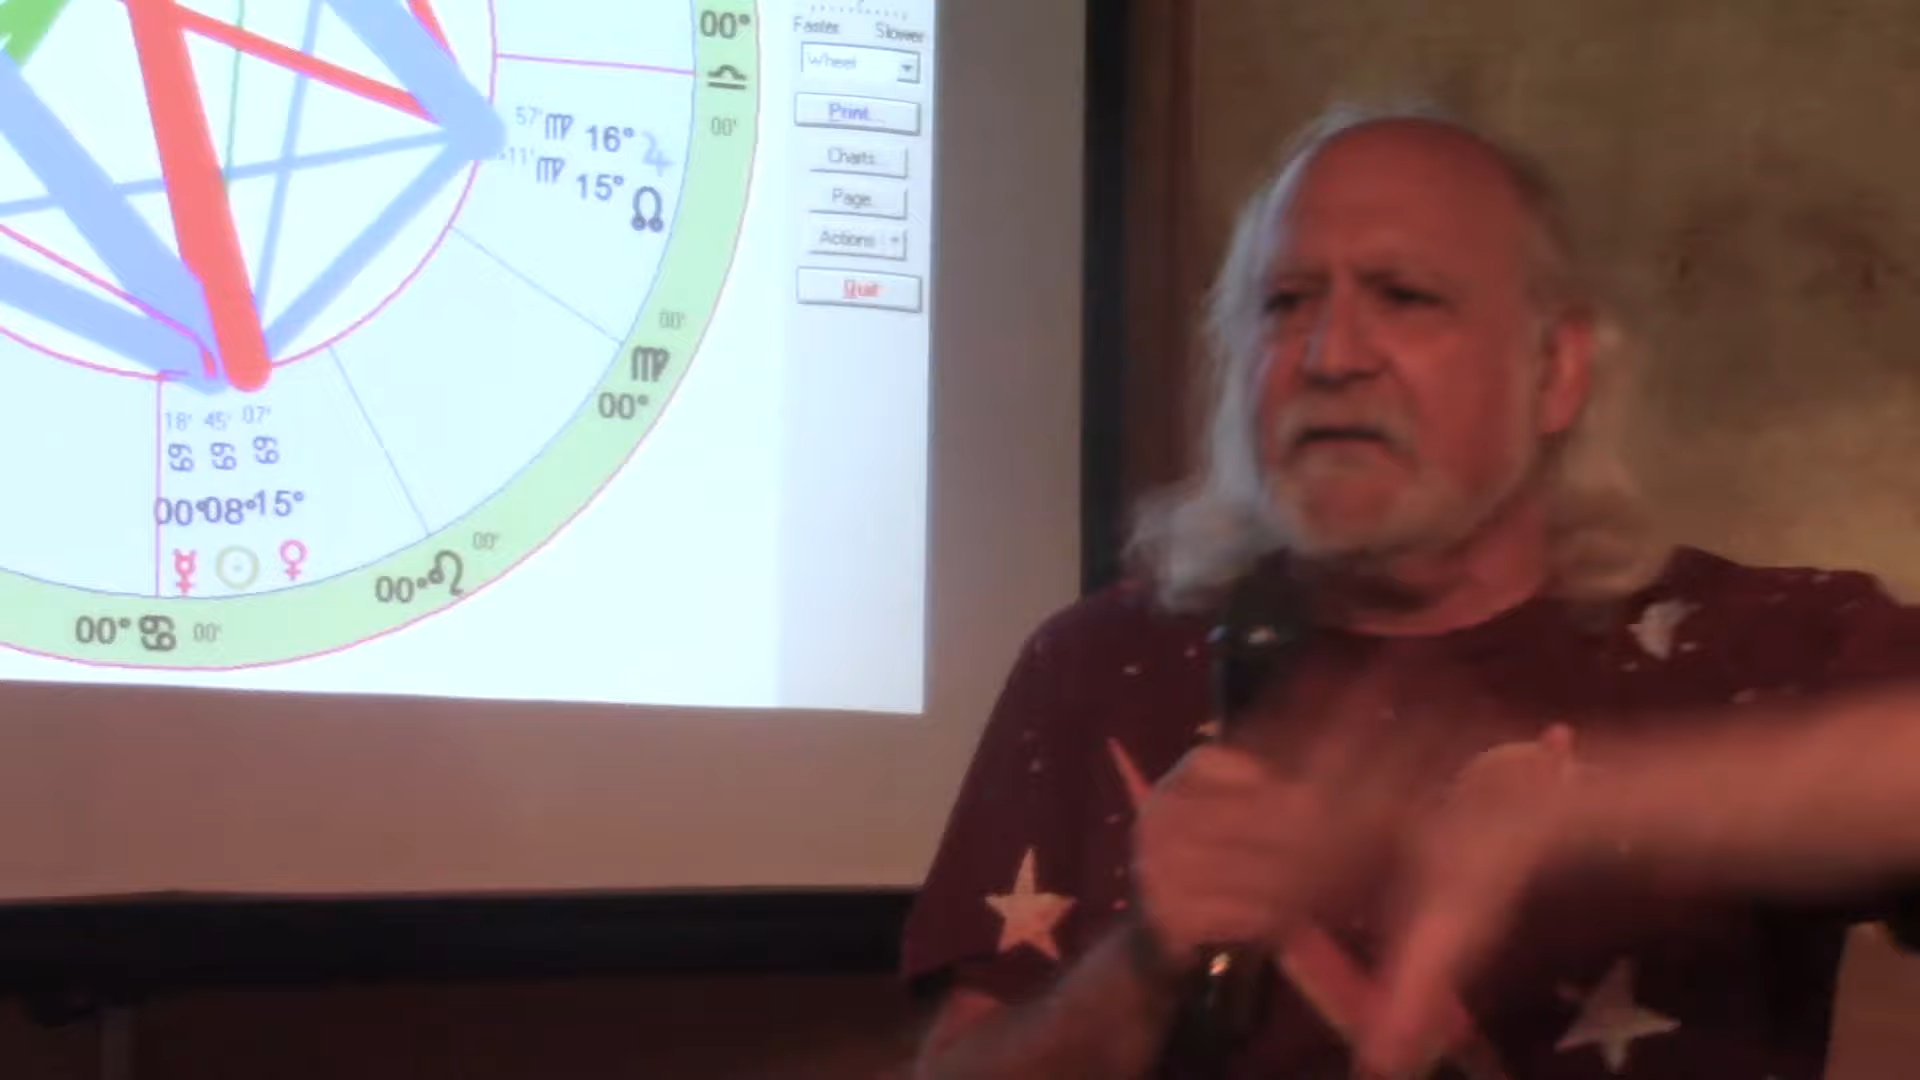 00° ♎ 00'
Faster Slower
Wheel
Print...
Charts...
Page...
Actions
Quit
57' ♍ 16° ♃
11' ♍ 15° ☊
00' ♍ 00°
18' 45' 07'
♋ ♋ ♋
00° 08° 15°
☿ ☉ ♀
00° ♌ 00'
00° ♋ 00'